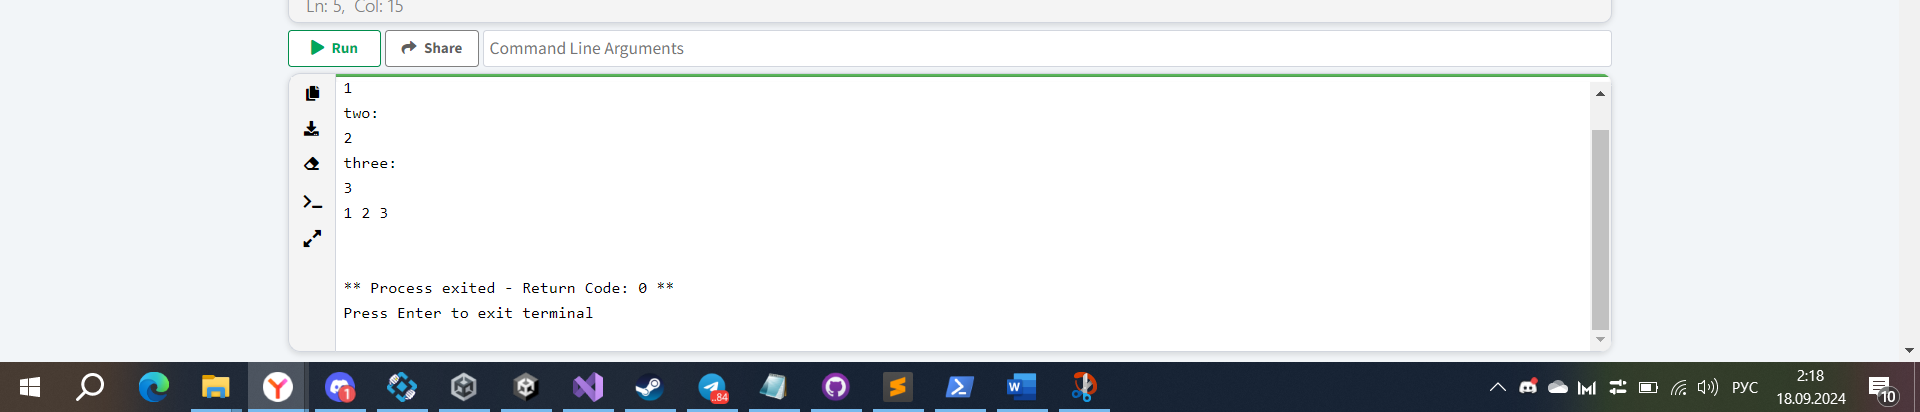 Ln: 5,  Col: 15
Run
Share
Command Line Arguments
1
two:
2
three:
3
1 2 3
** Process exited - Return Code: 0 **
Press Enter to exit terminal
1
..84
W
РУС
2:18
18.09.2024
10